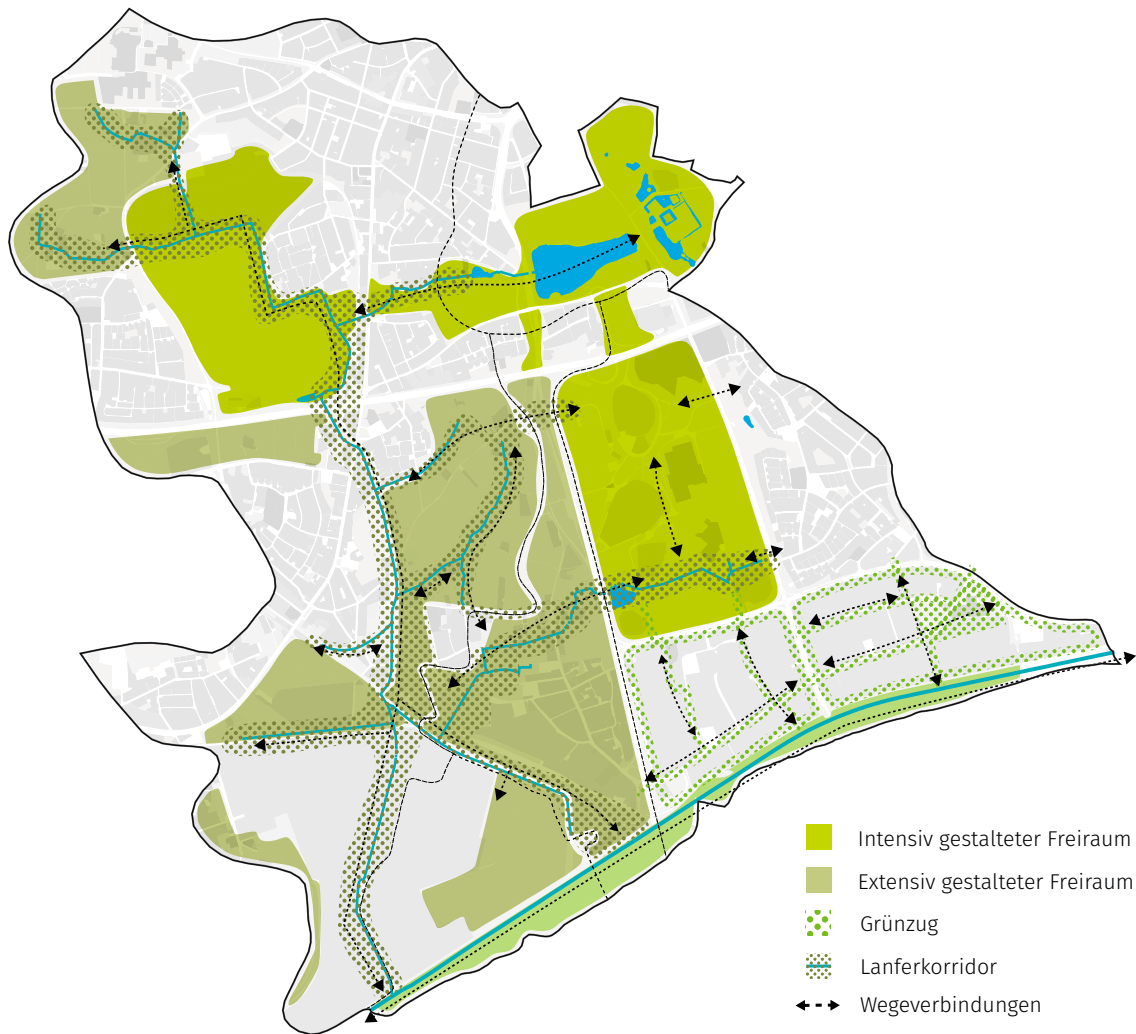 Intensiv gestalteter Freiraum
Extensiv gestalteter Freiraum
Grünzug
Lanferkorridor
Wegeverbindungen